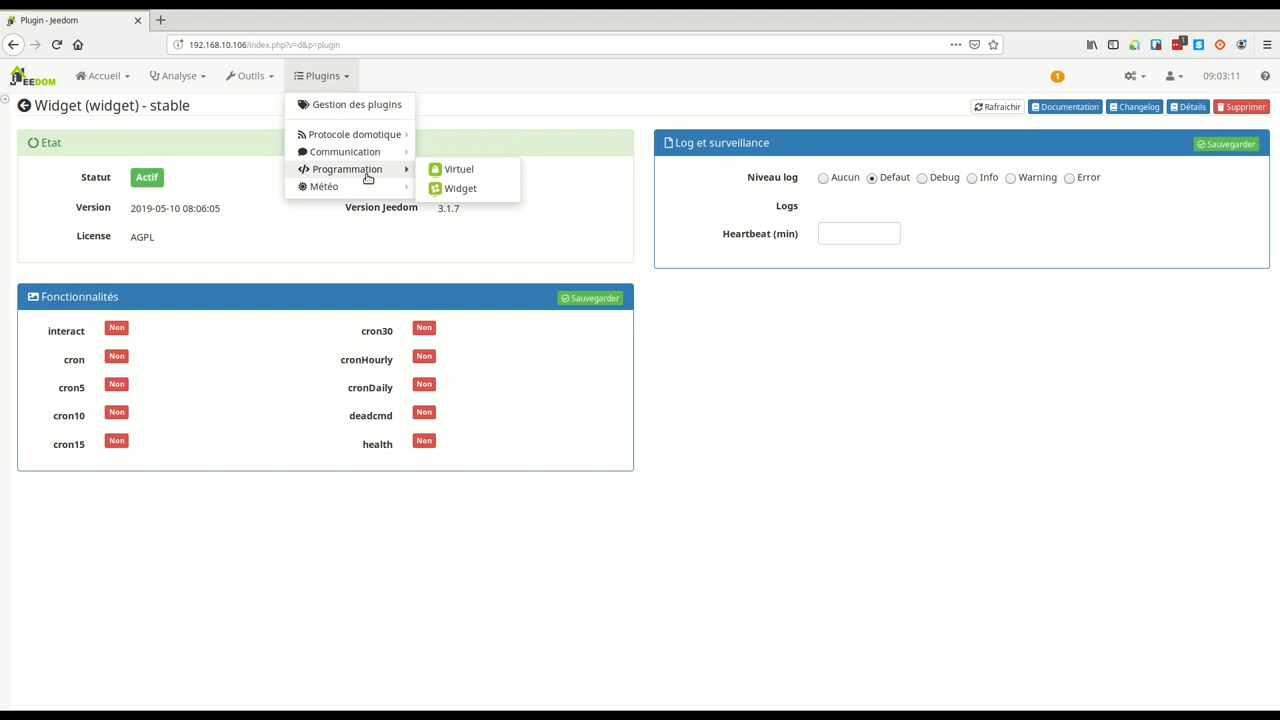 Plugin - Jeedom
192.168.10.106/index.php?v=d&p=plugin
1
JEEDOM Accueil Analyse Outils Plugins 1 09:03:11
Widget (widget) - stable
Rafraichir Documentation Changelog Détails Supprimer
Gestion des plugins
Protocole domotique
Communication
Programmation
Météo
Virtuel
Widget
Etat
Statut Actif
Version 2019-05-10 08:06:05 Version Jeedom 3.1.7
License AGPL
Log et surveillance Sauvegarder
Niveau log Aucun Defaut Debug Info Warning Error
Logs
Heartbeat (min)
Fonctionnalités Sauvegarder
interact Non cron30 Non
cron Non cronHourly Non
cron5 Non cronDaily Non
cron10 Non deadcmd Non
cron15 Non health Non